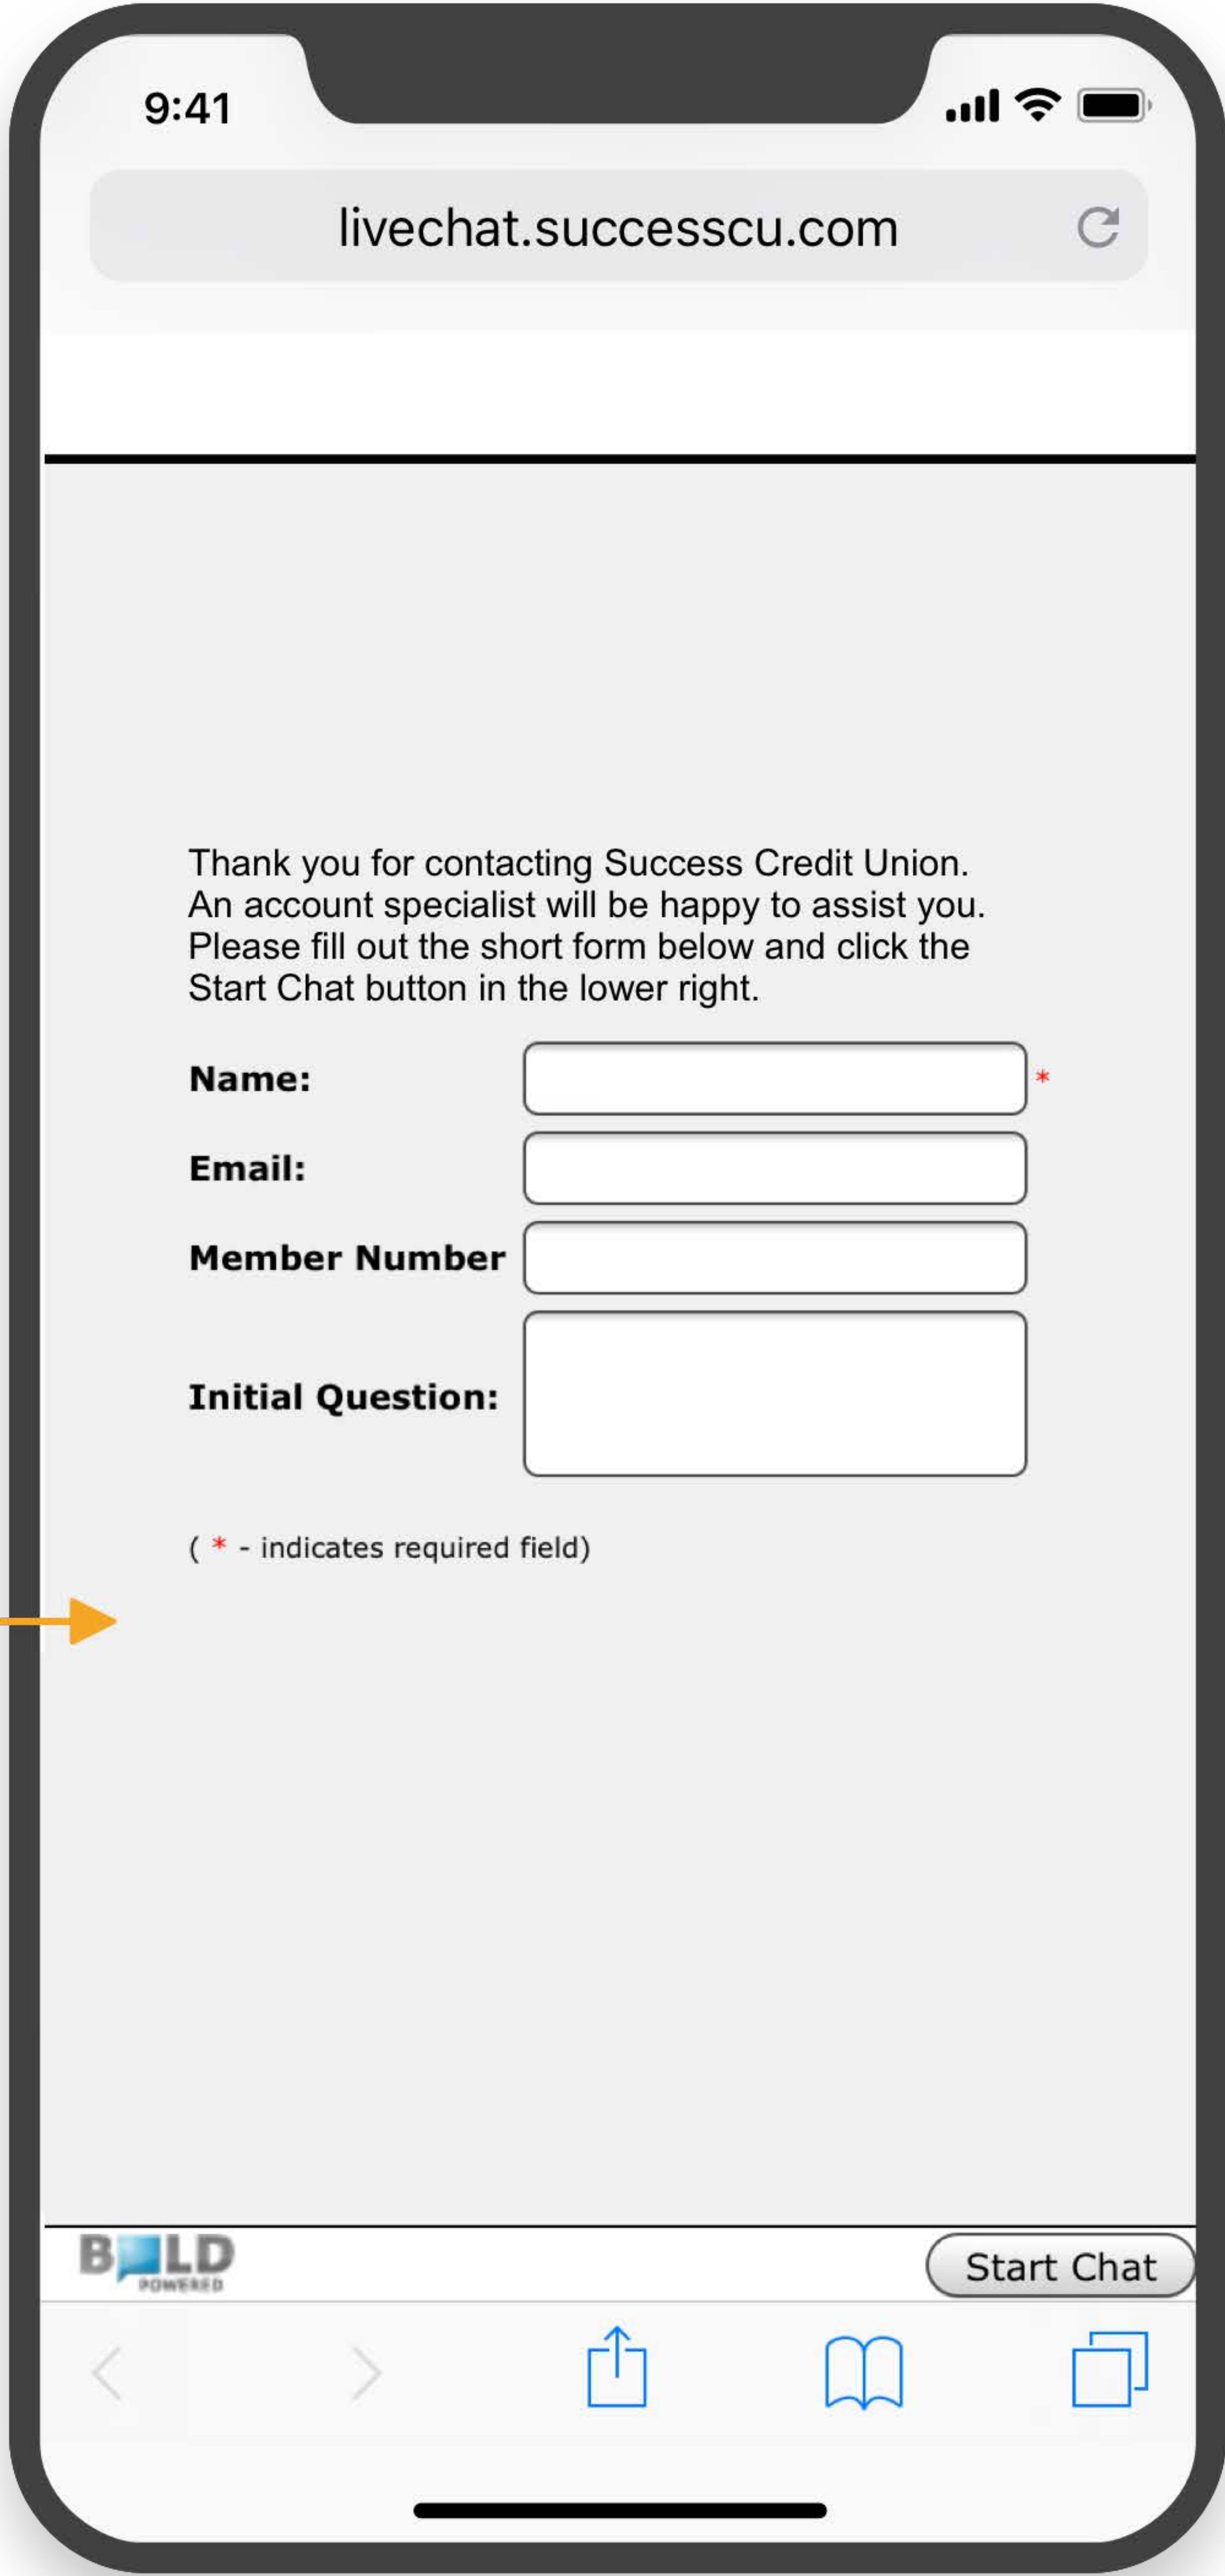 9:41
livechat.successcu.com
Thank you for contacting Success Credit Union.
An account specialist will be happy to assist you.
Please fill out the short form below and click the
Start Chat button in the lower right.
Name: *
Email:
Member Number
Initial Question:
( * - indicates required field)
BOLD
POWERED
Start Chat